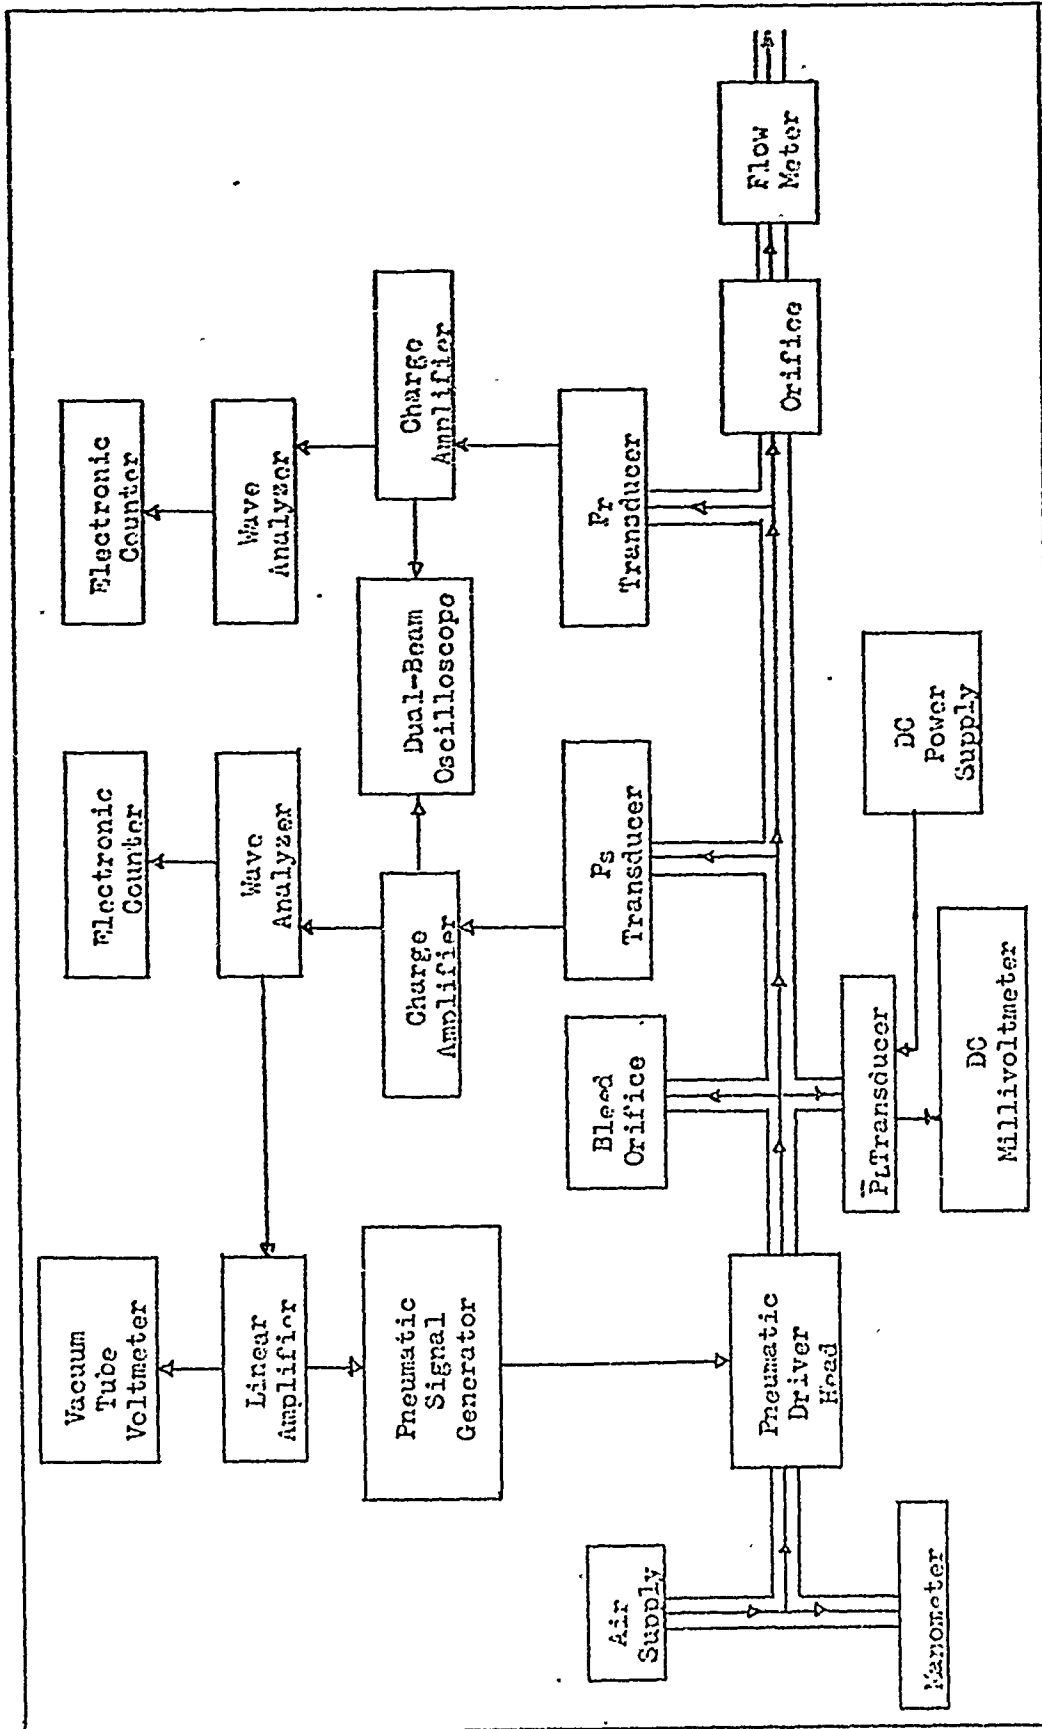 Vacuum
Tube
Voltmeter
Electronic
Counter
Electronic
Counter
Linear
Amplifier
Wave
Analyzer
Wave
Analyzer
Pneumatic
Signal
Generator
Charge
Amplifier
Dual-Beam
Oscilloscope
Charge
Amplifier
Air
Supply
Bleed
Orifice
Ps
Transducer
Pr
Transducer
Pneumatic
Driver
Head
Orifice
Flow
Meter
Manometer
P̅LTransducer
DC
Power
Supply
DC
Millivoltmeter